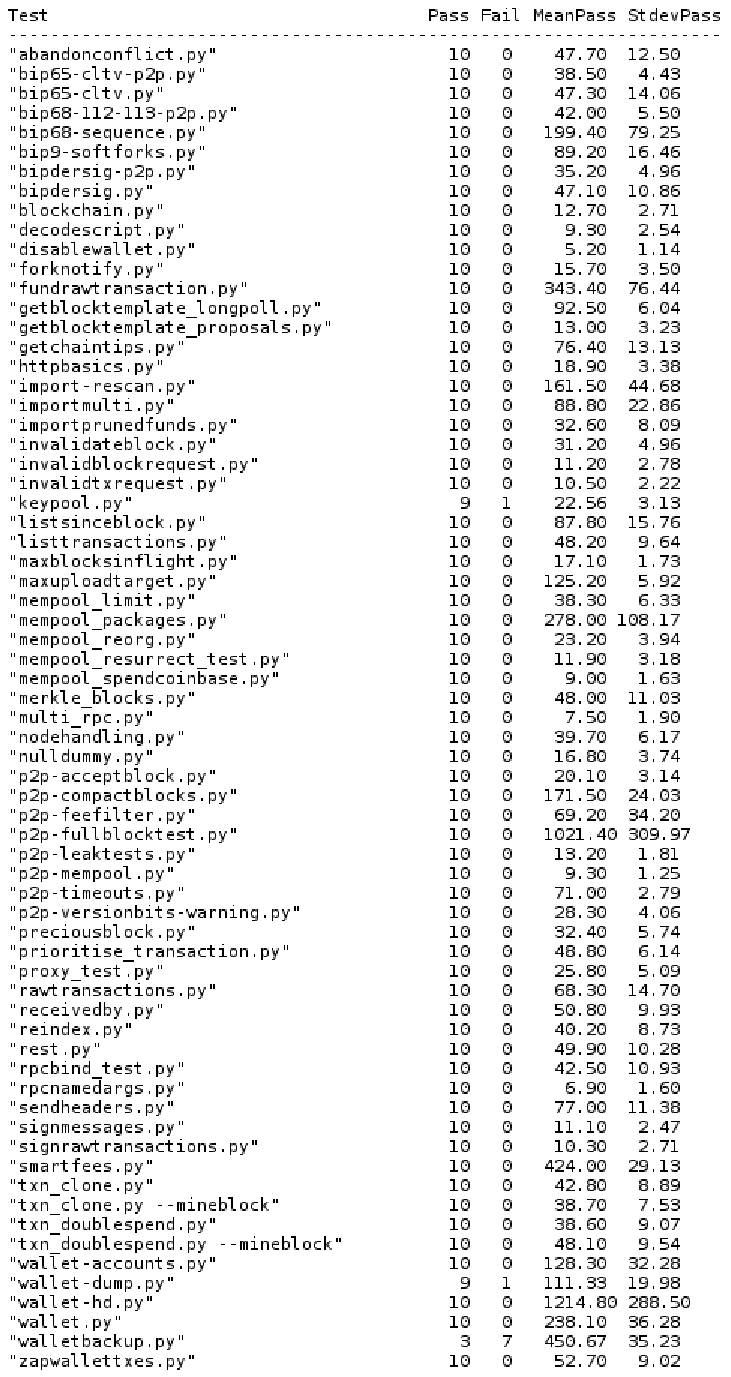 Test Pass Fail MeanPass StdevPass
--------------------------------------------------------------------
"abandonconflict.py" 10 0 47.70 12.50
"bip65-cltv-p2p.py" 10 0 38.50 4.43
"bip65-cltv.py" 10 0 47.30 14.06
"bip68-112-113-p2p.py" 10 0 42.00 5.50
"bip68-sequence.py" 10 0 199.40 79.25
"bip9-softforks.py" 10 0 89.20 16.46
"bipdersig-p2p.py" 10 0 35.20 4.96
"bipdersig.py" 10 0 47.10 10.86
"blockchain.py" 10 0 12.70 2.71
"decodescript.py" 10 0 9.30 2.54
"disablewallet.py" 10 0 5.20 1.14
"forknotify.py" 10 0 15.70 3.50
"fundrawtransaction.py" 10 0 343.40 76.44
"getblocktemplate_longpoll.py" 10 0 92.50 6.04
"getblocktemplate_proposals.py" 10 0 13.00 3.23
"getchaintips.py" 10 0 76.40 13.13
"httpbasics.py" 10 0 18.90 3.38
"import-rescan.py" 10 0 161.50 44.68
"importmulti.py" 10 0 88.80 22.86
"importprunedfunds.py" 10 0 32.60 8.09
"invalidateblock.py" 10 0 31.20 4.96
"invalidblockrequest.py" 10 0 11.20 2.78
"invalidtxrequest.py" 10 0 10.50 2.22
"keypool.py" 9 1 22.56 3.13
"listsinceblock.py" 10 0 87.80 15.76
"listtransactions.py" 10 0 48.20 9.64
"maxblocksinflight.py" 10 0 17.10 1.73
"maxuploadtarget.py" 10 0 125.20 5.92
"mempool_limit.py" 10 0 38.30 6.33
"mempool_packages.py" 10 0 278.00 108.17
"mempool_reorg.py" 10 0 23.20 3.94
"mempool_resurrect_test.py" 10 0 11.90 3.18
"mempool_spendcoinbase.py" 10 0 9.00 1.63
"merkle_blocks.py" 10 0 48.00 11.03
"multi_rpc.py" 10 0 7.50 1.90
"nodehandling.py" 10 0 39.70 6.17
"nulldummy.py" 10 0 16.80 3.74
"p2p-acceptblock.py" 10 0 20.10 3.14
"p2p-compactblocks.py" 10 0 171.50 24.03
"p2p-feefilter.py" 10 0 69.20 34.20
"p2p-fullblocktest.py" 10 0 1021.40 309.97
"p2p-leaktests.py" 10 0 13.20 1.81
"p2p-mempool.py" 10 0 9.30 1.25
"p2p-timeouts.py" 10 0 71.00 2.79
"p2p-versionbits-warning.py" 10 0 28.30 4.06
"preciousblock.py" 10 0 32.40 5.74
"prioritise_transaction.py" 10 0 48.80 6.14
"proxy_test.py" 10 0 25.80 5.09
"rawtransactions.py" 10 0 68.30 14.70
"receivedby.py" 10 0 50.80 9.93
"reindex.py" 10 0 40.20 8.73
"rest.py" 10 0 49.90 10.28
"rpcbind_test.py" 10 0 42.50 10.93
"rpcnamedargs.py" 10 0 6.90 1.60
"sendheaders.py" 10 0 77.00 11.38
"signmessages.py" 10 0 11.10 2.47
"signrawtransactions.py" 10 0 10.30 2.71
"smartfees.py" 10 0 424.00 29.13
"txn_clone.py" 10 0 42.80 8.89
"txn_clone.py --mineblock" 10 0 38.70 7.53
"txn_doublespend.py" 10 0 38.60 9.07
"txn_doublespend.py --mineblock" 10 0 48.10 9.54
"wallet-accounts.py" 10 0 128.30 32.28
"wallet-dump.py" 9 1 111.33 19.98
"wallet-hd.py" 10 0 1214.80 288.50
"wallet.py" 10 0 238.10 36.28
"walletbackup.py" 3 7 450.67 35.23
"zapwallettxes.py" 10 0 52.70 9.02